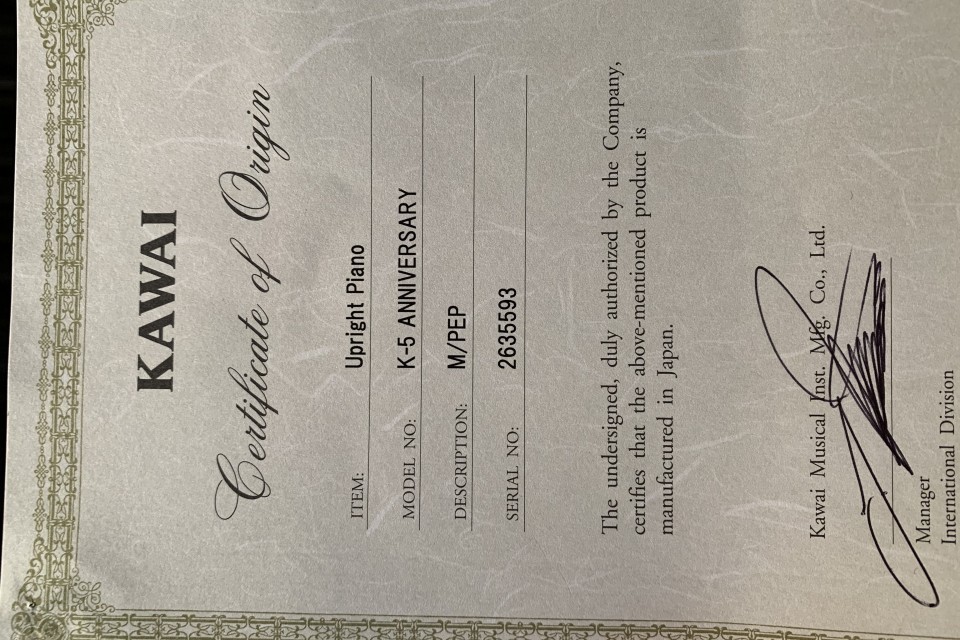 KAWAI
Certificate of Origin
ITEM: Upright Piano
MODEL NO: K-5 ANNIVERSARY
DESCRIPTION: M/PEP
SERIAL NO: 2635593
The undersigned, duly authorized by the Company,
certifies that the above-mentioned product is
manufactured in Japan.
Kawai Musical Inst. Mfg. Co., Ltd.
Manager
International Division